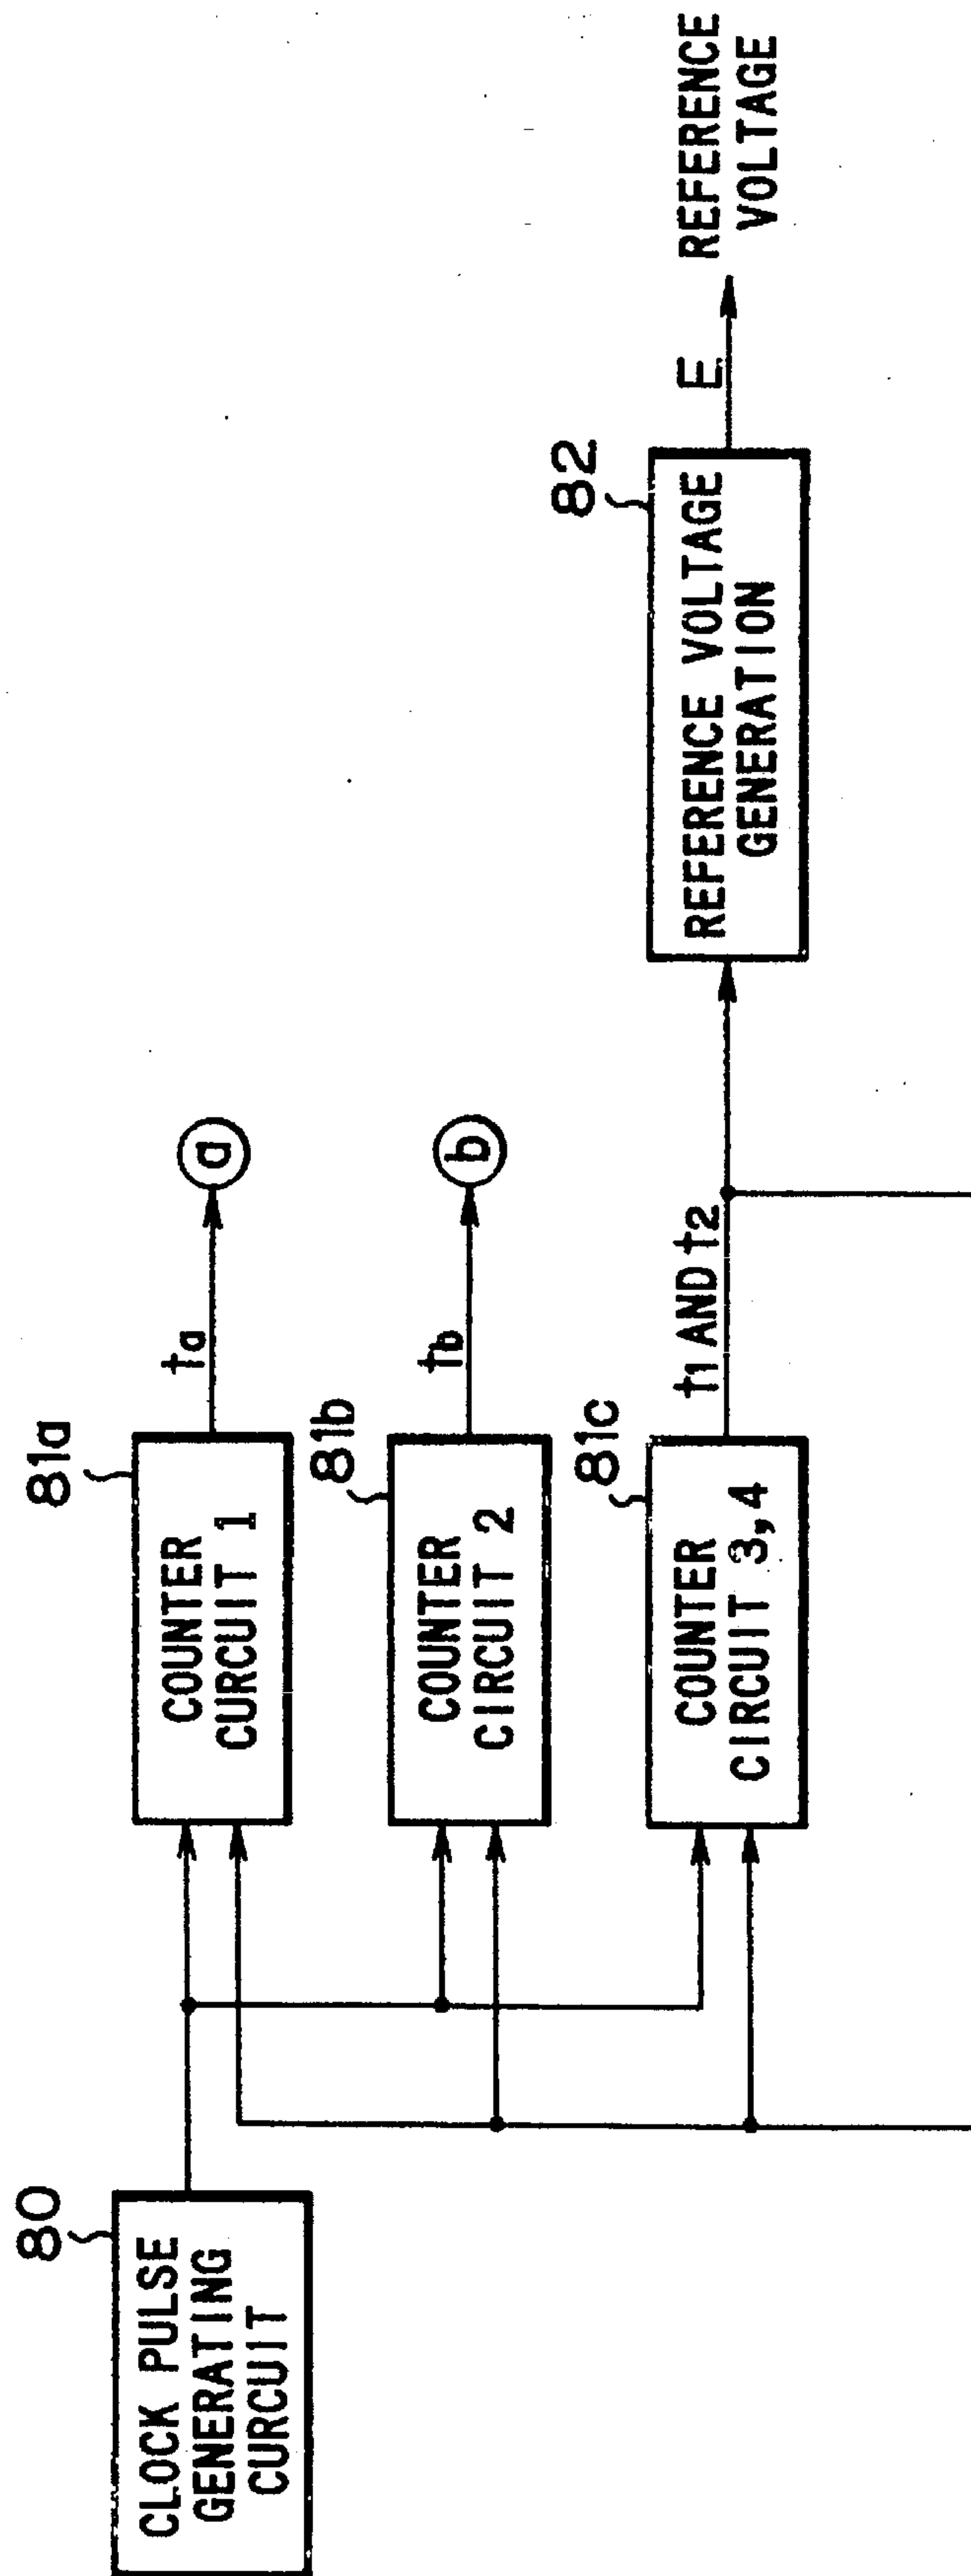 80
CLOCK PULSE
GENERATING
CURCUIT
81a
COUNTER
CURCUIT 1
ta
a
81b
COUNTER
CIRCUIT 2
tb
b
81c
COUNTER
CIRCUIT 3,4
t1 AND t2
82
REFERENCE VOLTAGE
GENERATION
E
REFERENCE
VOLTAGE